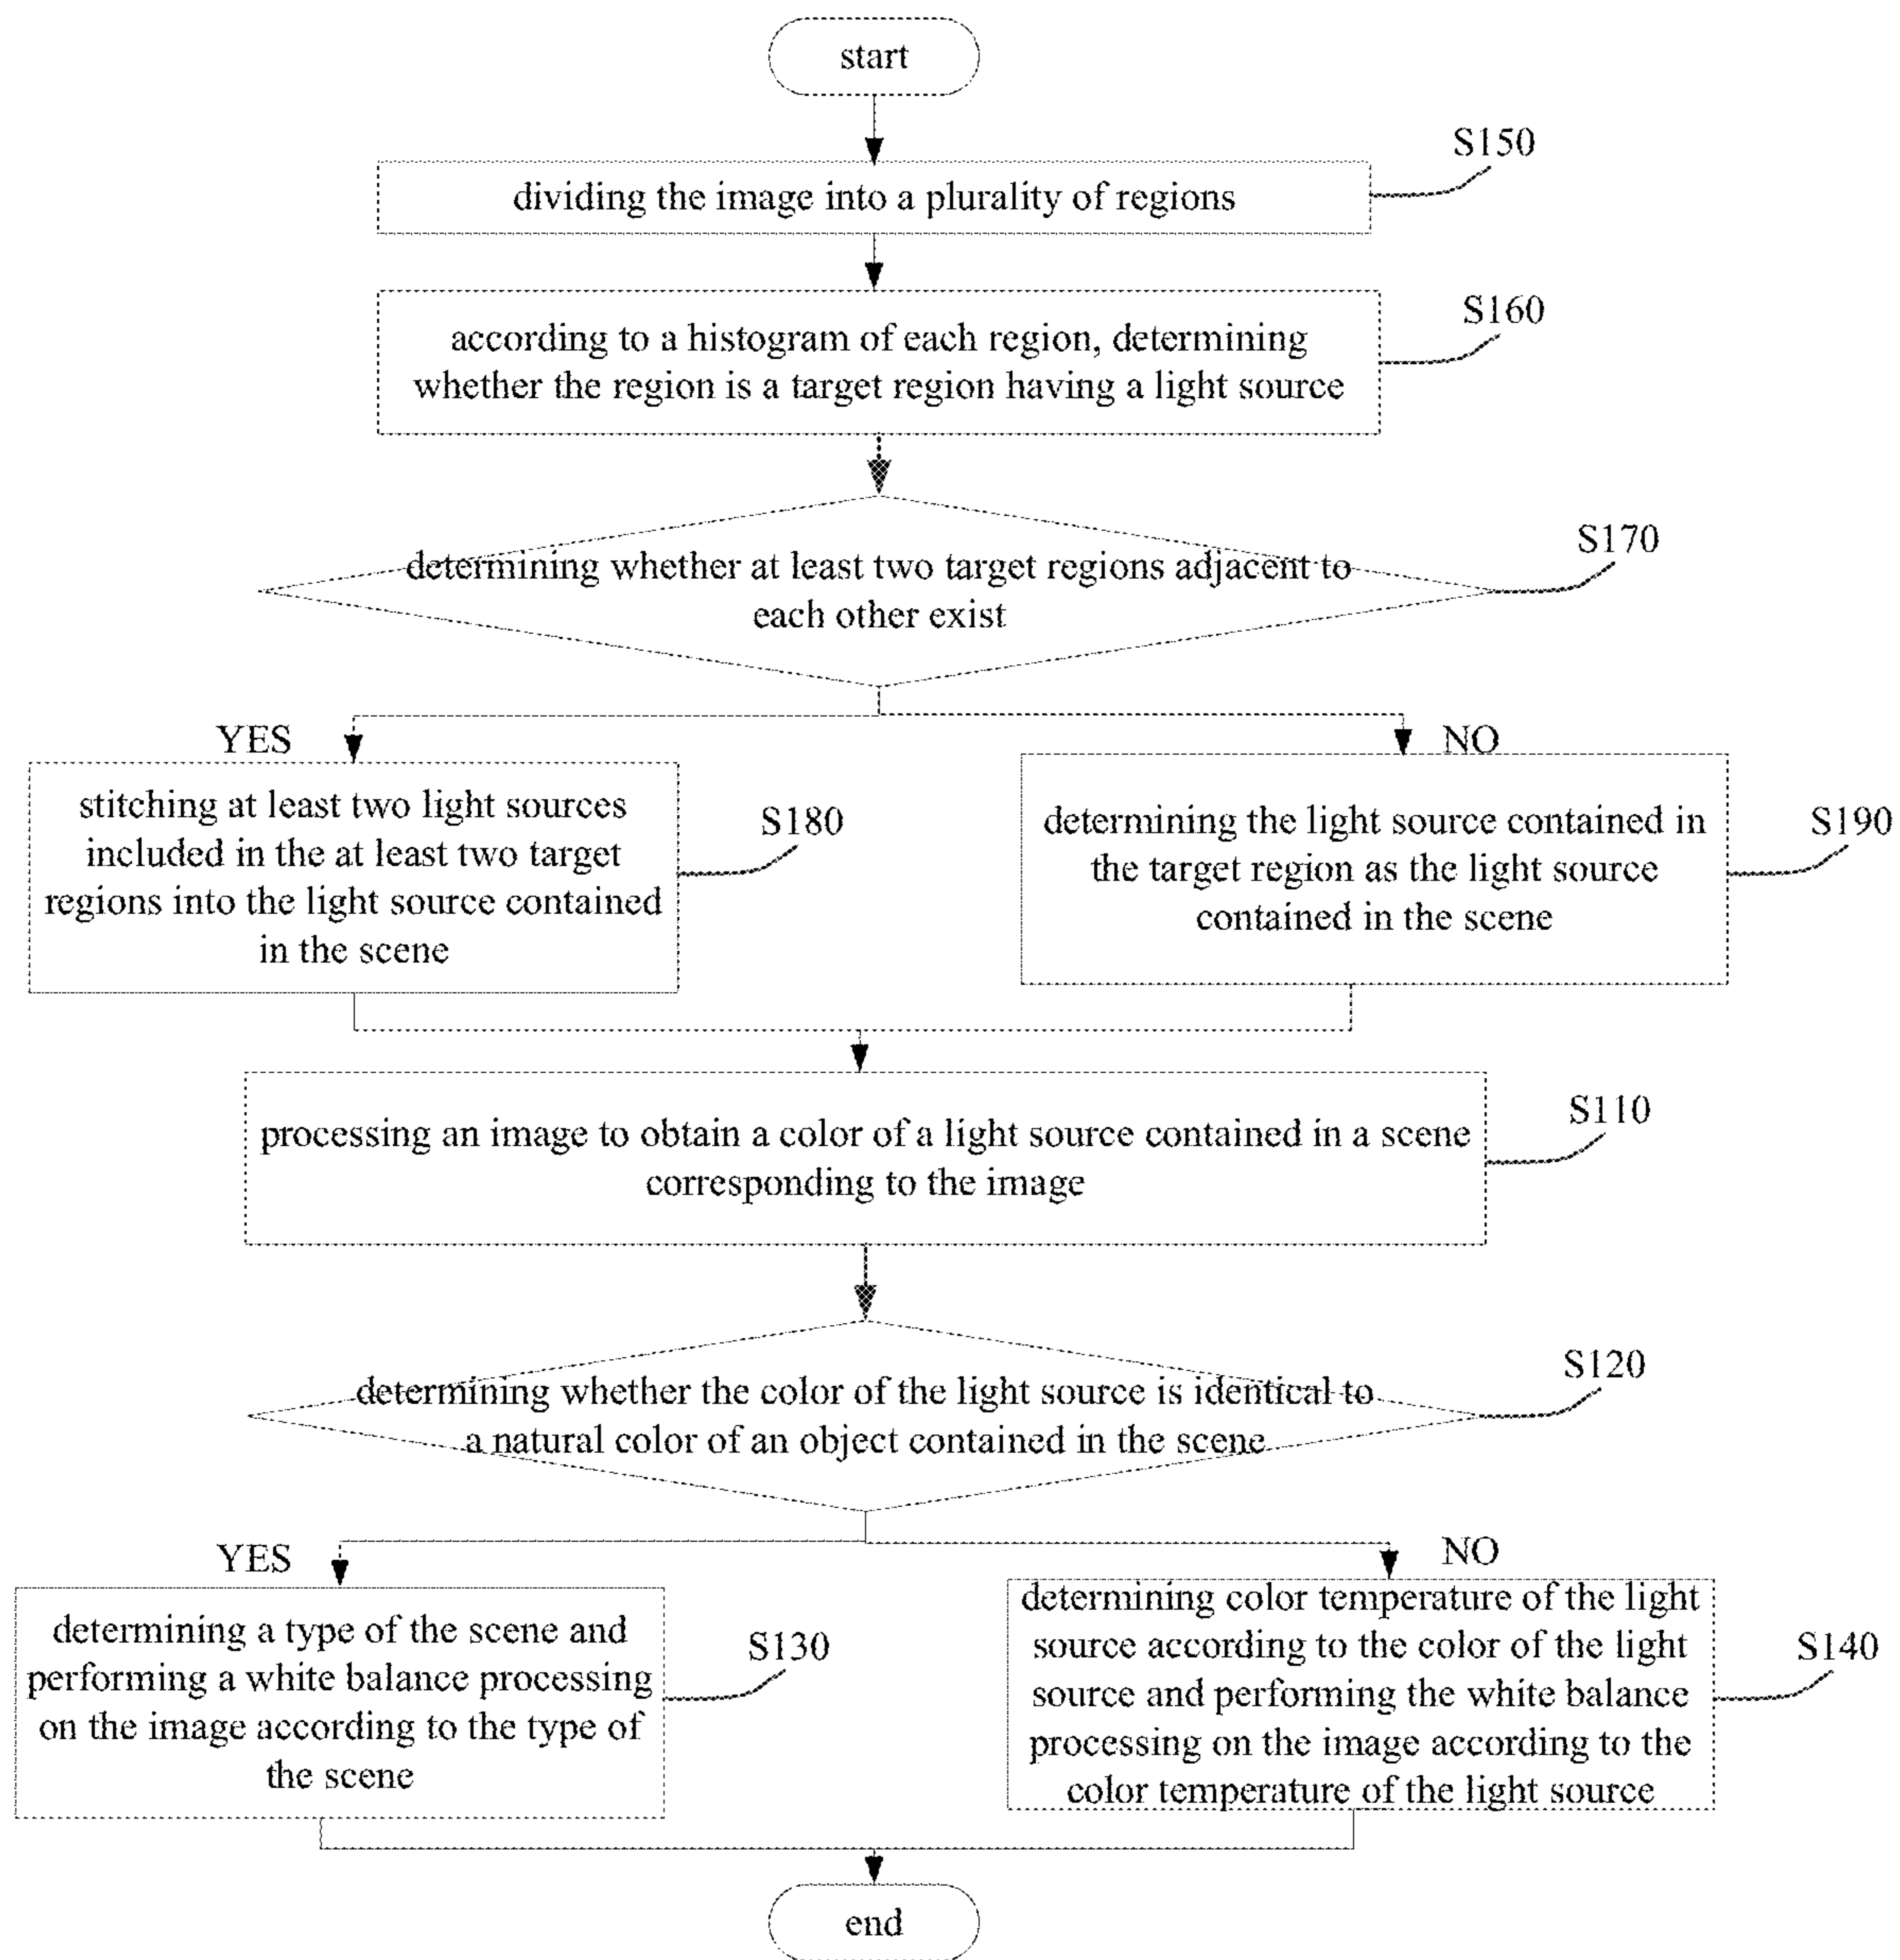 start
S150
dividing the image into a plurality of regions
S160
according to a histogram of each region, determining
whether the region is a target region having a light source
S170
determining whether at least two target regions adjacent to
each other exist
YES
NO
stitching at least two light sources
included in the at least two target
regions into the light source contained
in the scene
S180
determining the light source contained in
the target region as the light source
contained in the scene
S190
processing an image to obtain a color of a light source contained in a scene
corresponding to the image
S110
determining whether the color of the light source is identical to
a natural color of an object contained in the scene
S120
YES
NO
determining a type of the scene and
performing a white balance processing
on the image according to the type of
the scene
S130
determining color temperature of the light
source according to the color of the light
source and performing the white balance
processing on the image according to the
color temperature of the light source
S140
end